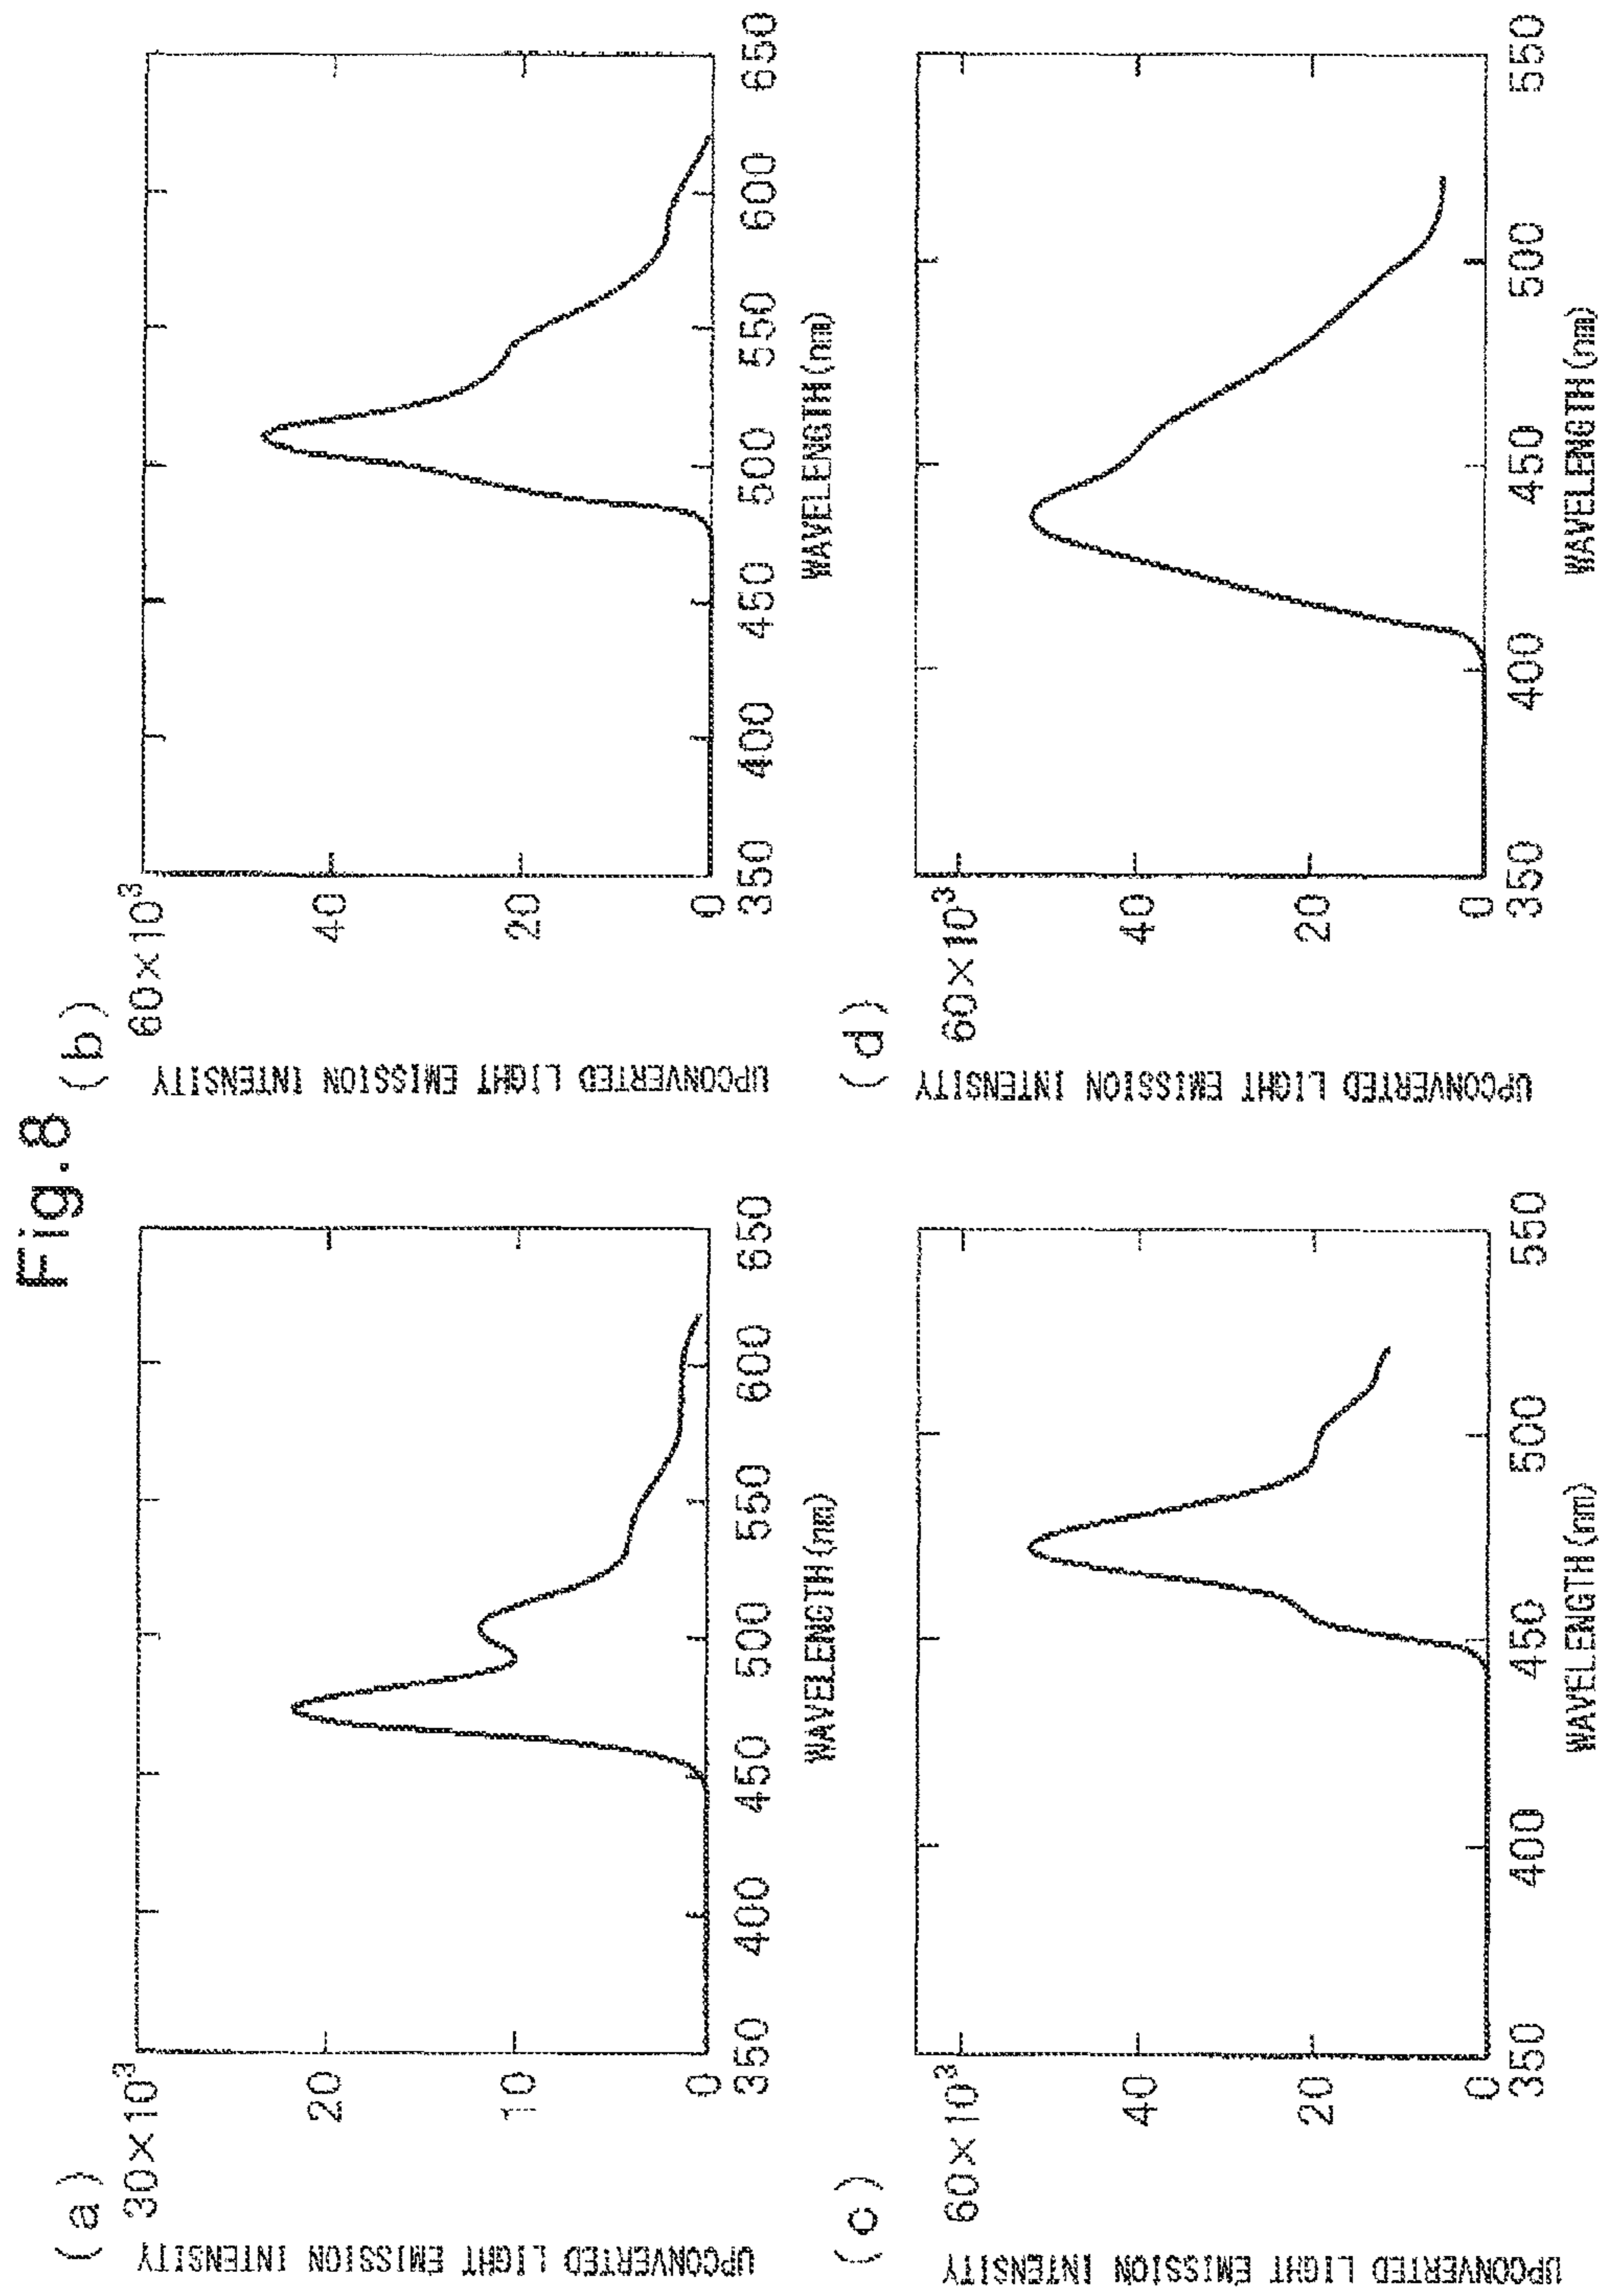 Fig.8
(a)
UPCONVERTED LIGHT EMISSION INTENSITY
30×10³
20
10
0
350 400 450 500 550 600 650
WAVELENGTH(nm)
(b)
UPCONVERTED LIGHT EMISSION INTENSITY
60×10³
40
20
0
350 400 450 500 550 600 650
WAVELENGTH(nm)
(c)
UPCONVERTED LIGHT EMISSION INTENSITY
60×10³
40
20
0
350 400 450 500 550
WAVELENGTH(nm)
(d)
UPCONVERTED LIGHT EMISSION INTENSITY
60×10³
40
20
0
350 400 450 500 550
WAVELENGTH(nm)